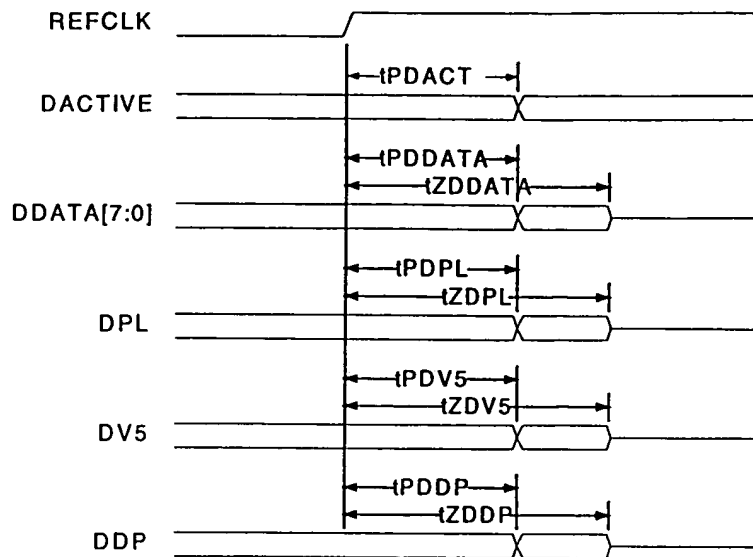 REFCLK
tPDACT
DACTIVE
tPDDATA
tZDDATA
DDATA[7:0]
tPDPL
tZDPL
DPL
tPDV5
tZDV5
DV5
tPDDP
tZDDP
DDP